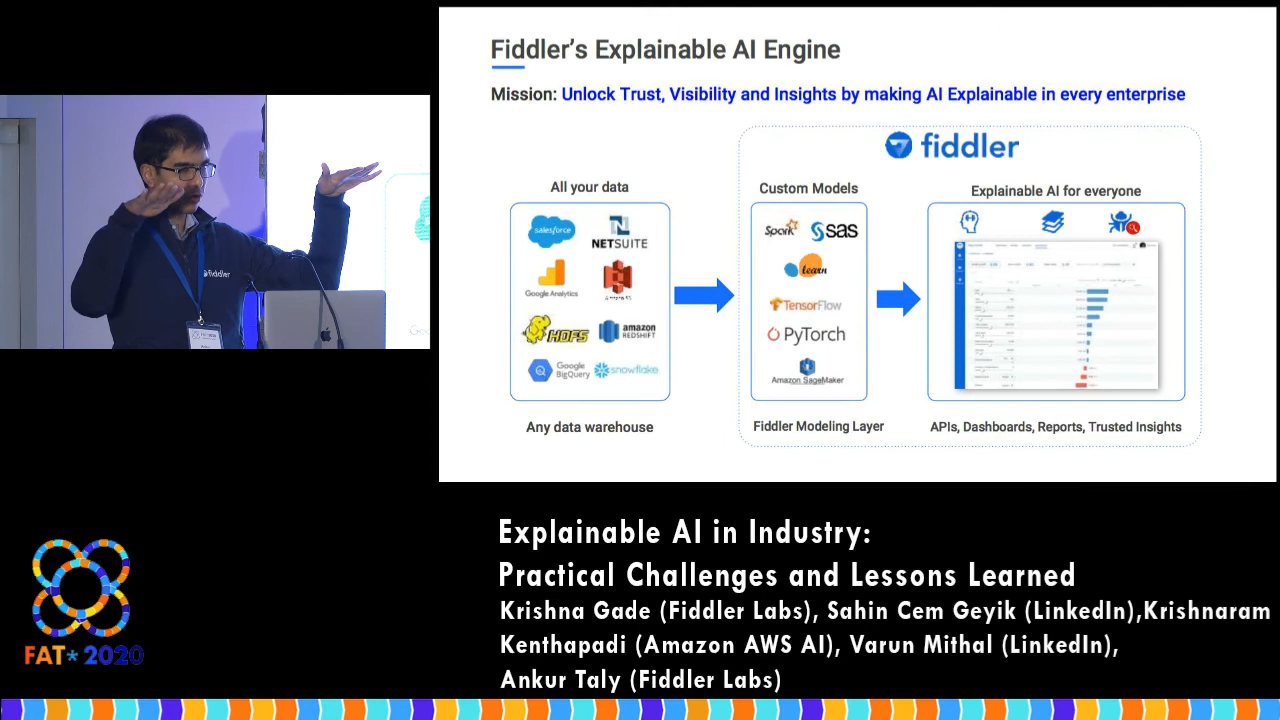 Fiddler's Explainable AI Engine
Mission: Unlock Trust, Visibility and Insights by making AI Explainable in every enterprise
fiddler
All your data
Custom Models
Explainable AI for everyone
salesforce
NETSUITE
Spark
sas
Google Analytics
Amazon S3
learn
TensorFlow
HDFS
amazon
REDSHIFT
PyTorch
Google
BigQuery
snowflake
Amazon SageMaker
Any data warehouse
Fiddler Modeling Layer
APIs, Dashboards, Reports, Trusted Insights
fiddler
Explainable AI in Industry:
Practical Challenges and Lessons Learned
Krishna Gade (Fiddler Labs), Sahin Cem Geyik (LinkedIn),Krishnaram
Kenthapadi (Amazon AWS AI), Varun Mithal (LinkedIn),
Ankur Taly (Fiddler Labs)
FAT* 2020